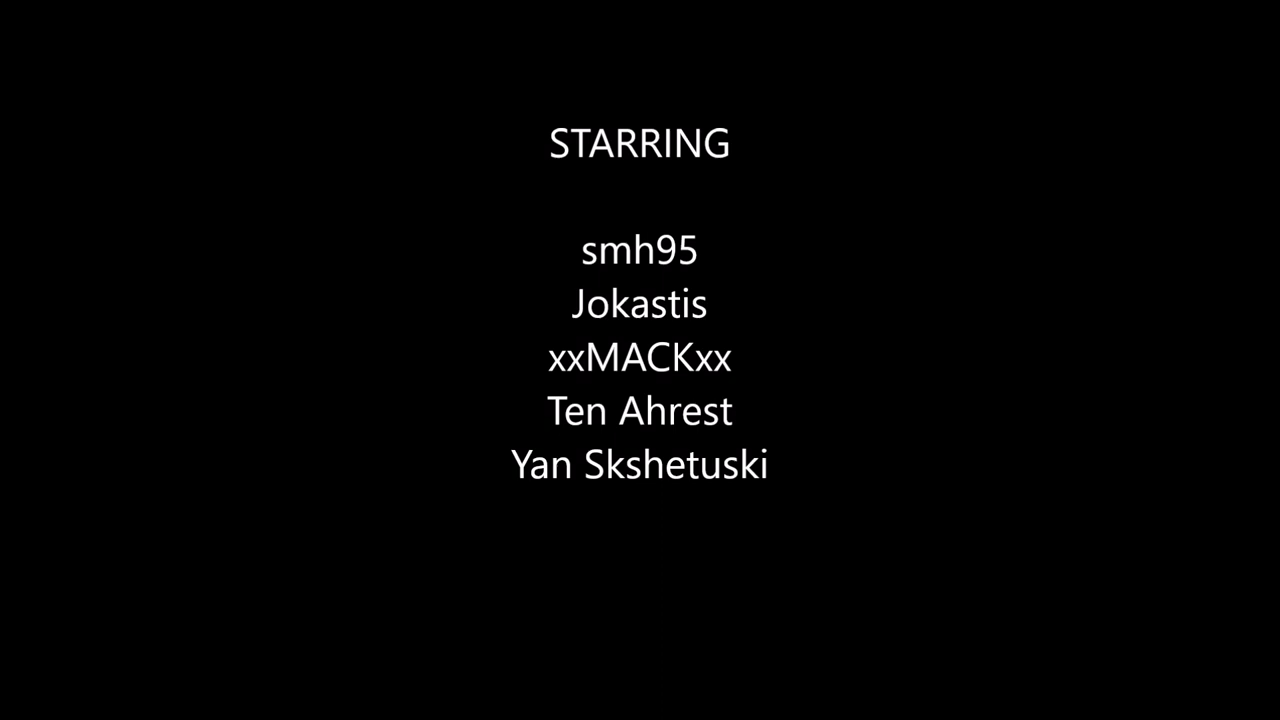 STARRING
smh95
Jokastis
xxMACKxx
Ten Ahrest
Yan Skshetuski